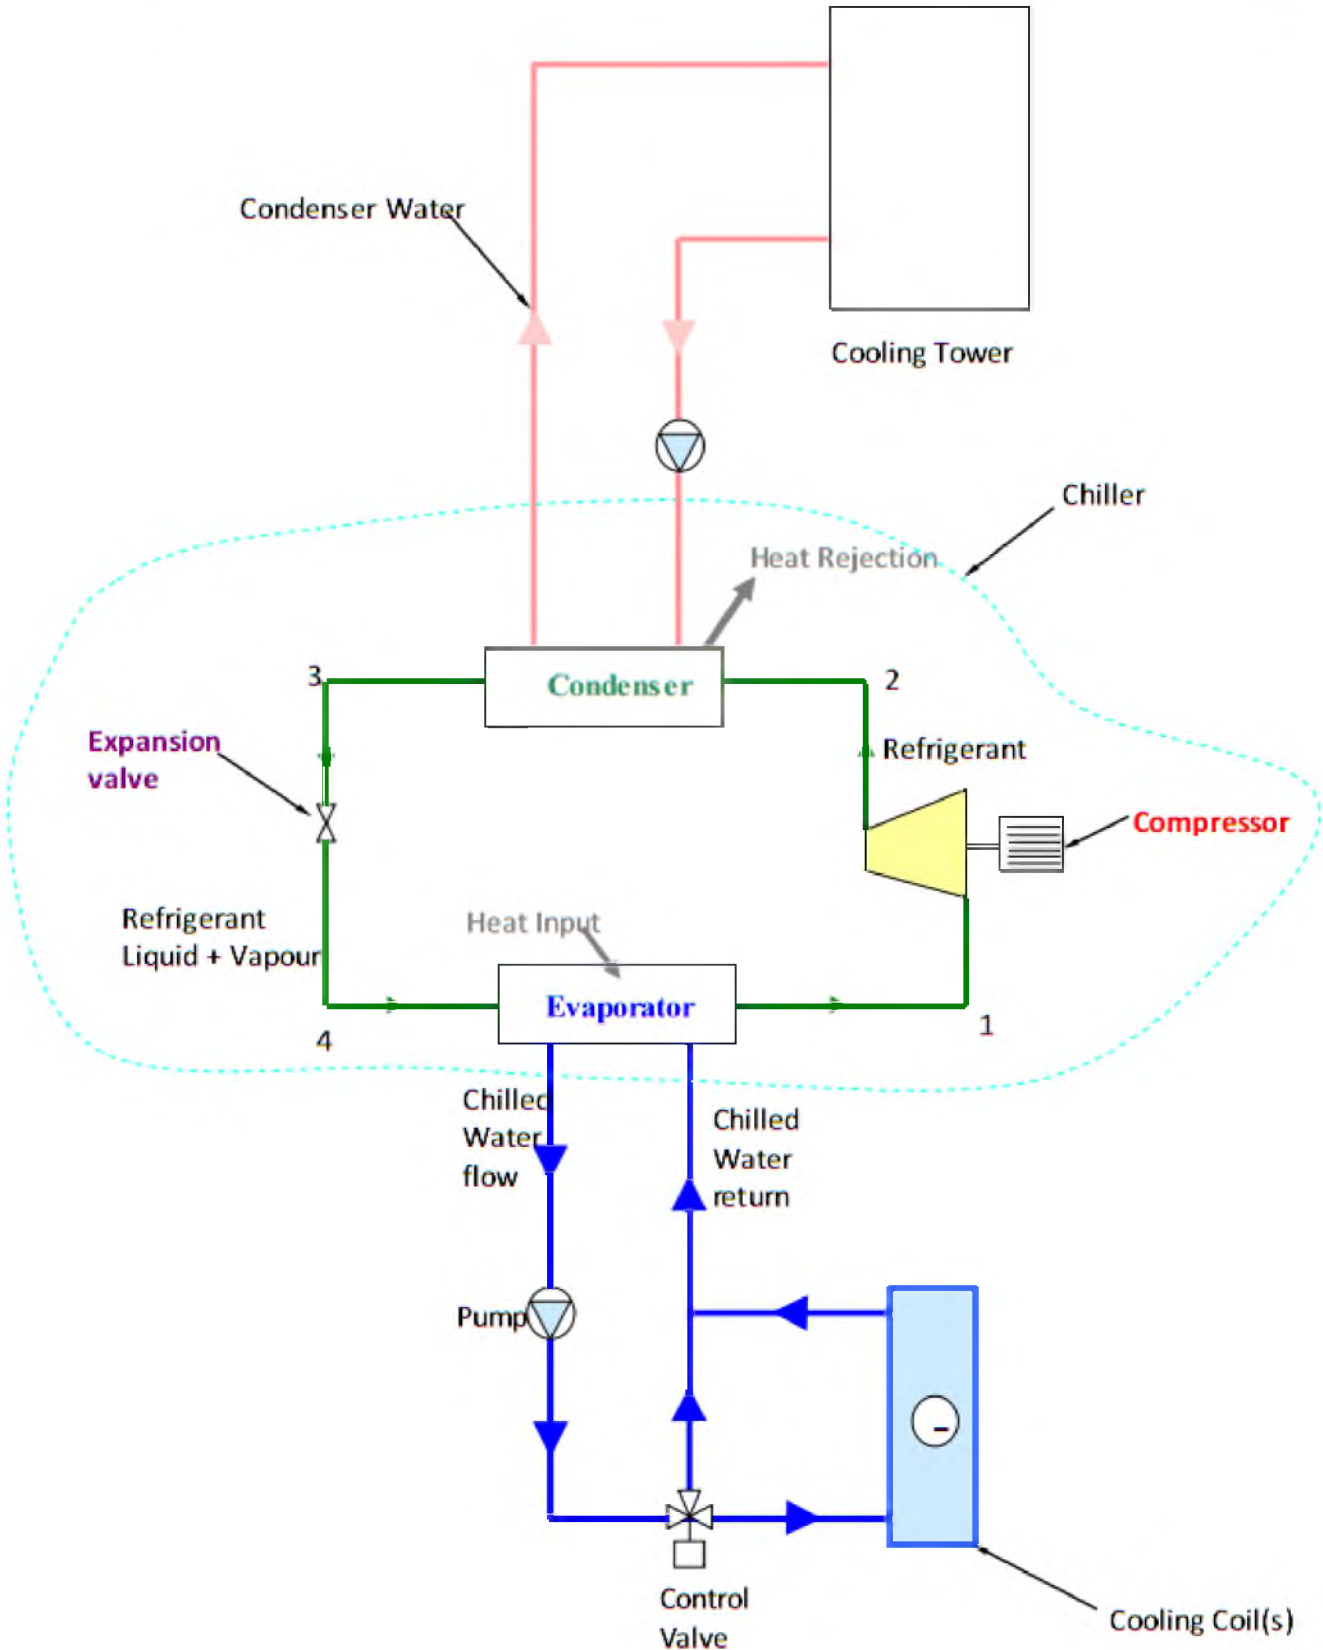 Condenser Water
Cooling Tower
Chiller
Heat Rejection
3
Condenser
2
Expansion
valve
Refrigerant
Compressor
Refrigerant
Liquid + Vapour
Heat Input
Evaporator
4
1
Chilled
Water
flow
Chilled
Water
return
Pump
-
Control
Valve
Cooling Coil(s)